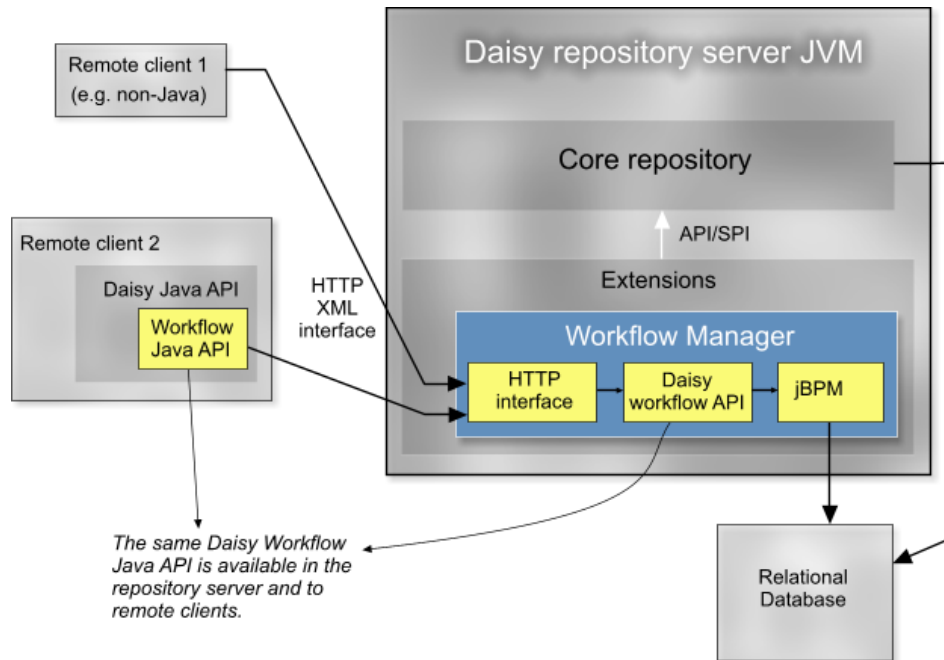 Remote client 1
(e.g. non-Java)
Daisy repository server JVM
Core repository
API/SPI
Remote client 2
Daisy Java API
Workflow
Java API
HTTP
XML
interface
Extensions
Workflow Manager
HTTP
interface
Daisy
workflow API
jBPM
The same Daisy Workflow
Java API is available in the
repository server and to
remote clients.
Relational
Database